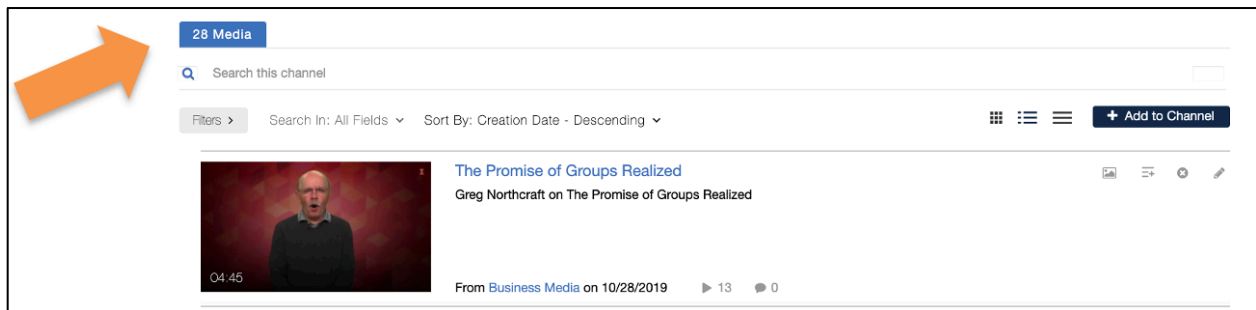 28 Media
Search this channel
Filters > Search In: All Fields Sort By: Creation Date - Descending + Add to Channel
The Promise of Groups Realized
Greg Northcraft on The Promise of Groups Realized
04:45
From Business Media on 10/28/2019 13 0